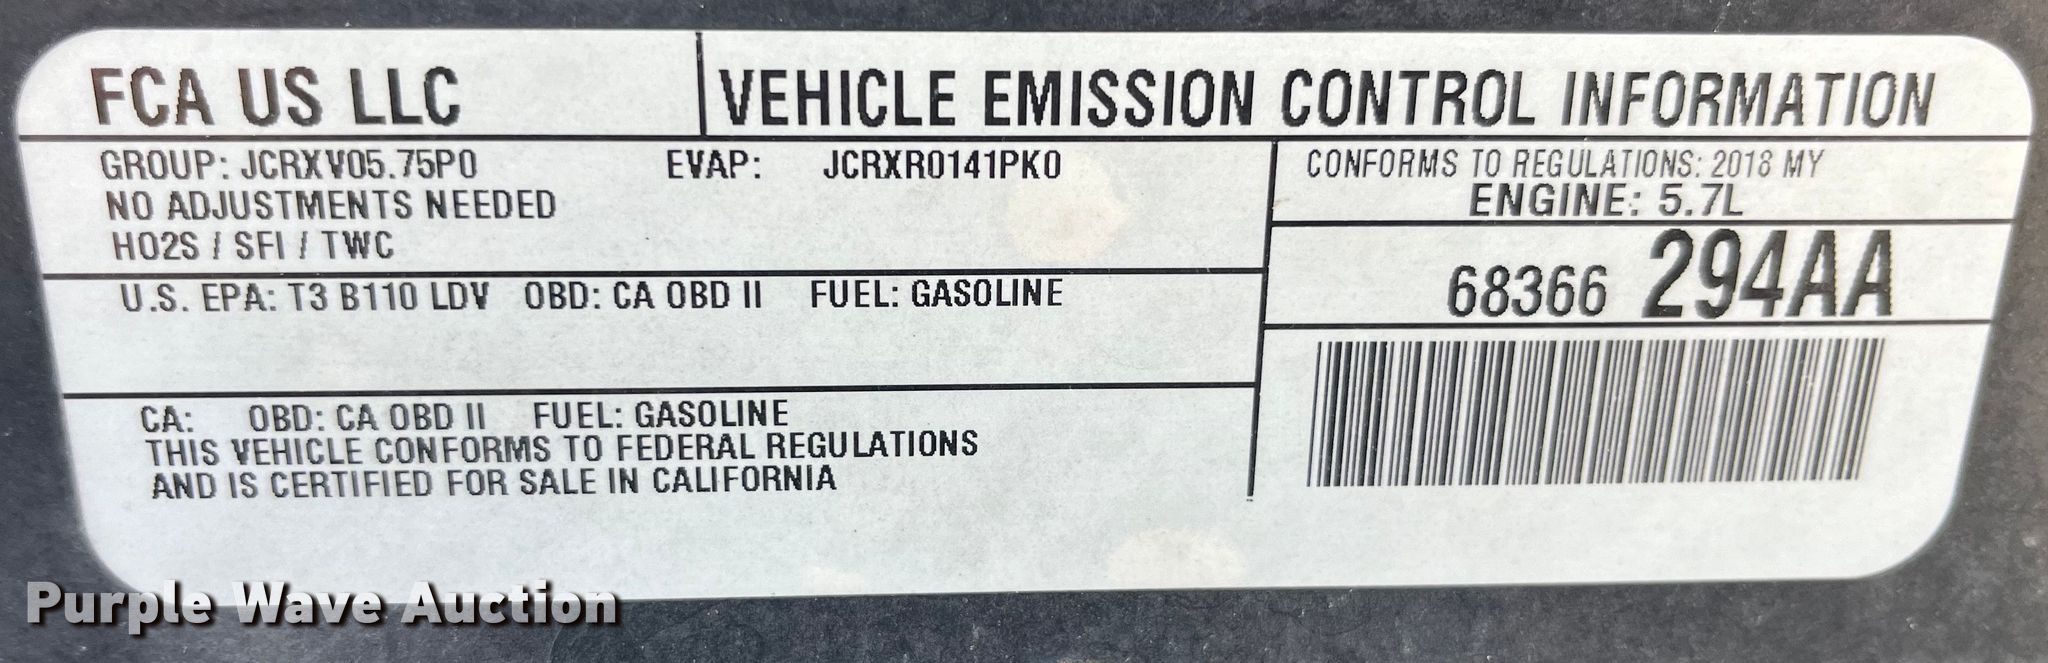 FCA US LLC
VEHICLE EMISSION CONTROL INFORMATION
GROUP: JCRXV05.75P0 EVAP: JCRXR0141PK0
NO ADJUSTMENTS NEEDED
HO2S / SFI / TWC
CONFORMS TO REGULATIONS: 2018 MY
ENGINE: 5.7L
68366 294AA
U.S. EPA: T3 B110 LDV OBD: CA OBD II FUEL: GASOLINE
CA: OBD: CA OBD II FUEL: GASOLINE
THIS VEHICLE CONFORMS TO FEDERAL REGULATIONS
AND IS CERTIFIED FOR SALE IN CALIFORNIA
Purple Wave Auction